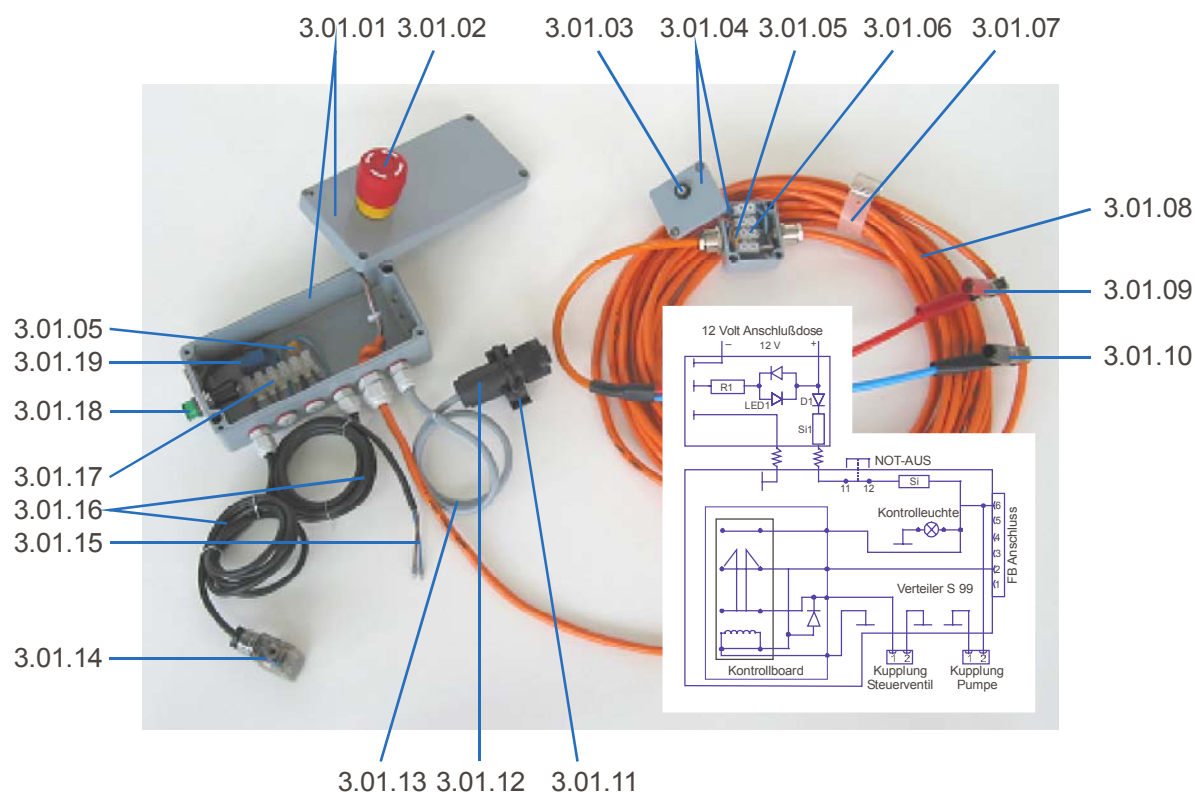 3.01.01 3.01.02 3.01.03 3.01.04 3.01.05 3.01.06 3.01.07
3.01.08
3.01.09
3.01.10
3.01.05
3.01.19
3.01.18
3.01.17
3.01.16
3.01.15
3.01.14
3.01.13 3.01.12 3.01.11
12 Volt Anschlußdose
– 12 V +
R1
LED1
D1
Si1
NOT-AUS
11 12
Si
Kontrolleuchte
6
5
4
3
2
1
FB Anschluss
Verteiler S 99
1 2
1 2
Kontrollboard
Kupplung
Steuerventil
Kupplung
Pumpe